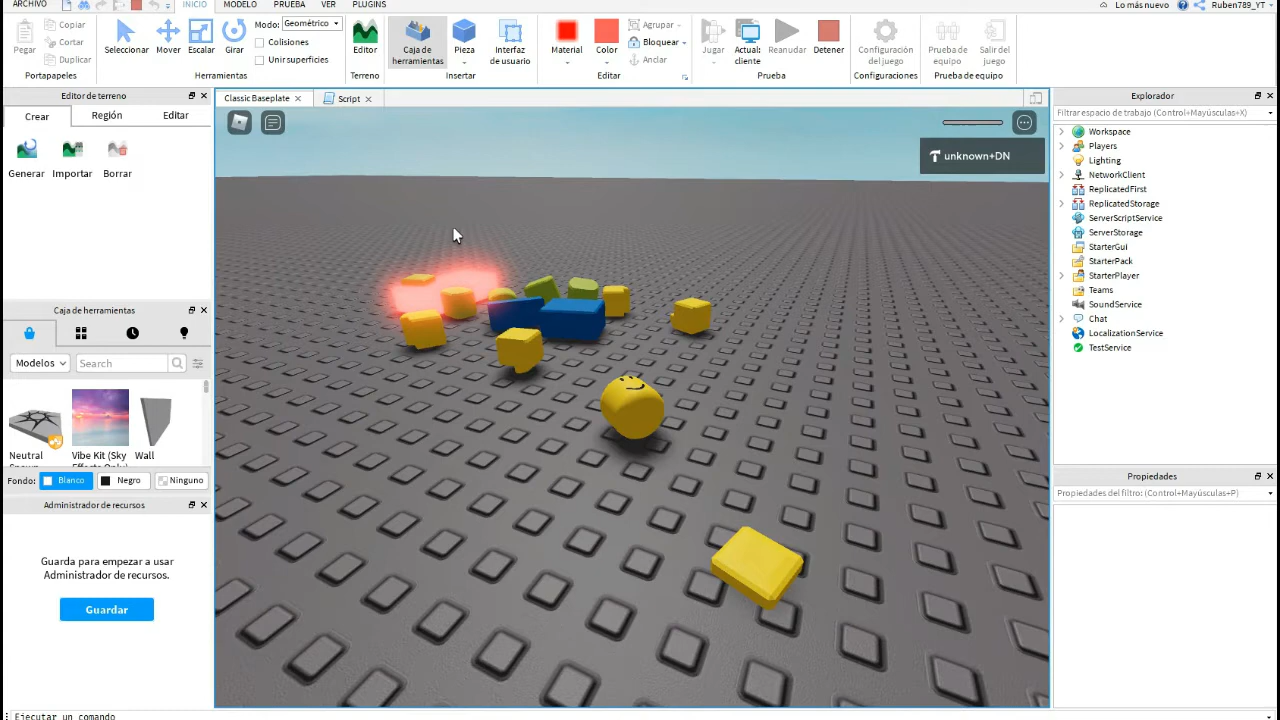 ARCHIVO INICIO MODELO PRUEBA VER PLUGINS Lo más nuevo Ruben789_YT
Pegar
Copiar
Cortar
Duplicar
Portapapeles
Seleccionar Mover Escalar Girar
Modo: Geométrico
Colisiones
Unir superficies
Herramientas
Editor
Terreno
Caja de herramientas
Pieza
Interfaz de usuario
Insertar
Material
Color
Agrupar
Bloquear
Anclar
Editar
Jugar
Actual: cliente
Reanudar
Detener
Prueba
Configuración del juego
Configuraciones
Prueba de equipo
Salir del juego
Prueba de equipo
Editor de terreno
Crear Región Editar
Generar Importar Borrar
Caja de herramientas
Modelos Search
Neutral
Vibe Kit (Sky
Effects Only)
Wall
Fondo: Blanco Negro Ninguno
Administrador de recursos
Guarda para empezar a usar
Administrador de recursos.
Guardar
ClassicBaseplate Script
unknown+DN
Explorador
Filtrar espacio de trabajo (Control+Mayúsculas+X)
Workspace
Players
Lighting
NetworkClient
ReplicatedFirst
ReplicatedStorage
ServerScriptService
ServerStorage
StarterGui
StarterPack
StarterPlayer
Teams
SoundService
Chat
LocalizationService
TestService
Propiedades
Propiedades del filtro: (Control+Mayúsculas+P)
Ejecutar un comando